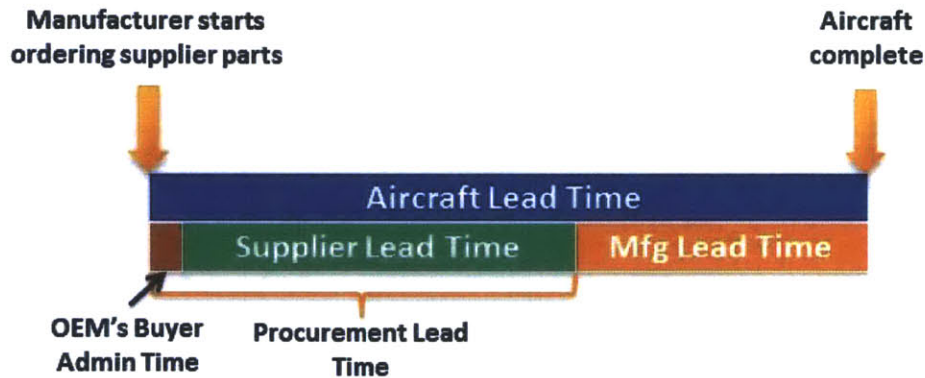 Manufacturer starts
ordering supplier parts
Aircraft
complete
Aircraft Lead Time
Supplier Lead Time
Mfg Lead Time
OEM's Buyer
Admin Time
Procurement Lead
Time